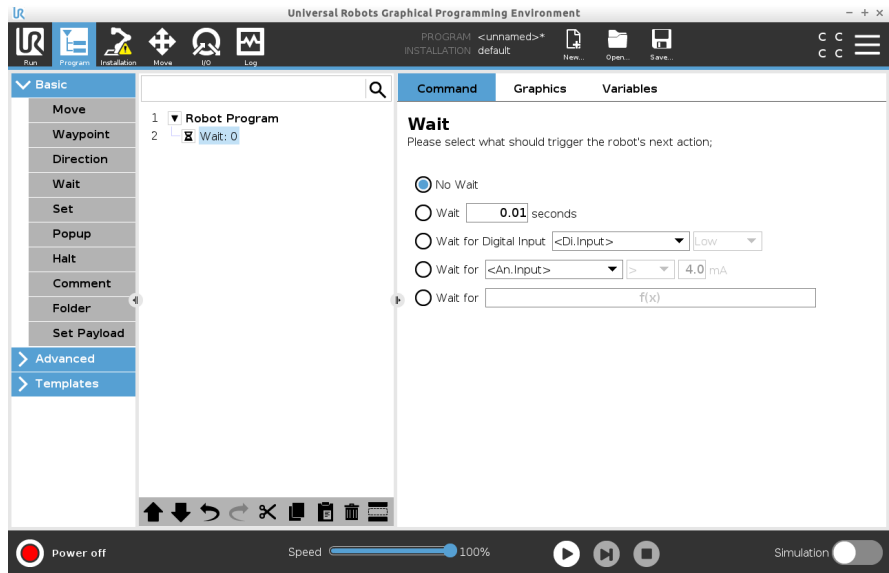 Universal Robots Graphical Programming Environment
Run Program Installation Move I/O Log
PROGRAM <unnamed>*
INSTALLATION default
New... Open... Save...
C C
C C
Basic
Move
Waypoint
Direction
Wait
Set
Popup
Halt
Comment
Folder
Set Payload
Advanced
Templates
1 Robot Program
2 Wait: 0
Command Graphics Variables
Wait
Please select what should trigger the robot's next action;
No Wait
Wait 0.01 seconds
Wait for Digital Input <Di.Input> Low
Wait for <An.Input> > 4.0 mA
Wait for f(x)
Power off
Speed 100%
Simulation